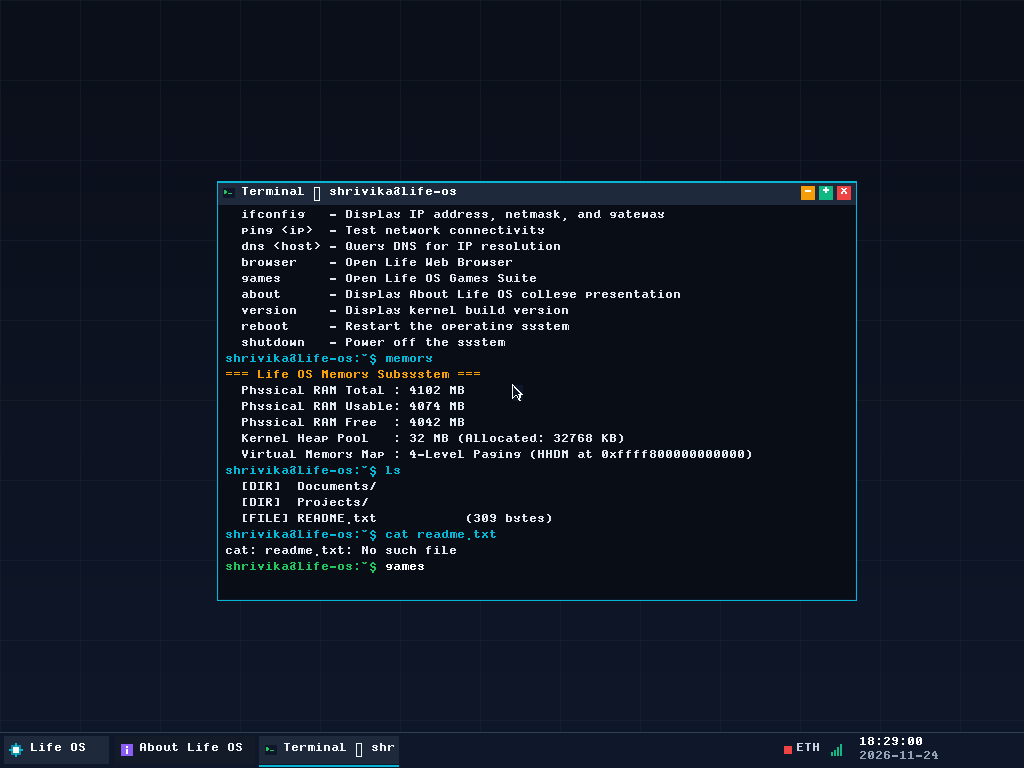 Terminal ▯ shrivika@life-os
ifconfig   - Display IP address, netmask, and gateway
ping <ip>  - Test network connectivity
dns <host> - Query DNS for IP resolution
browser    - Open Life Web Browser
games      - Open Life OS Games Suite
about      - Display About Life OS college presentation
version    - Display kernel build version
reboot     - Restart the operating system
shutdown   - Power off the system
shrivika@life-os:~$ memory
=== Life OS Memory Subsystem ===
Physical RAM Total : 4102 MB
Physical RAM Usable: 4074 MB
Physical RAM Free  : 4042 MB
Kernel Heap Pool   : 32 MB (Allocated: 32768 KB)
Virtual Memory Map : 4-Level Paging (HHDM at 0xffff800000000000)
shrivika@life-os:~$ ls
[DIR]  Documents/
[DIR]  Projects/
[FILE] README.txt           (309 bytes)
shrivika@life-os:~$ cat readme.txt
cat: readme.txt: No such file
shrivika@life-os:~$ games
Life OS
About Life OS
Terminal ▯ shr
ETH
18:29:00
2026-11-24